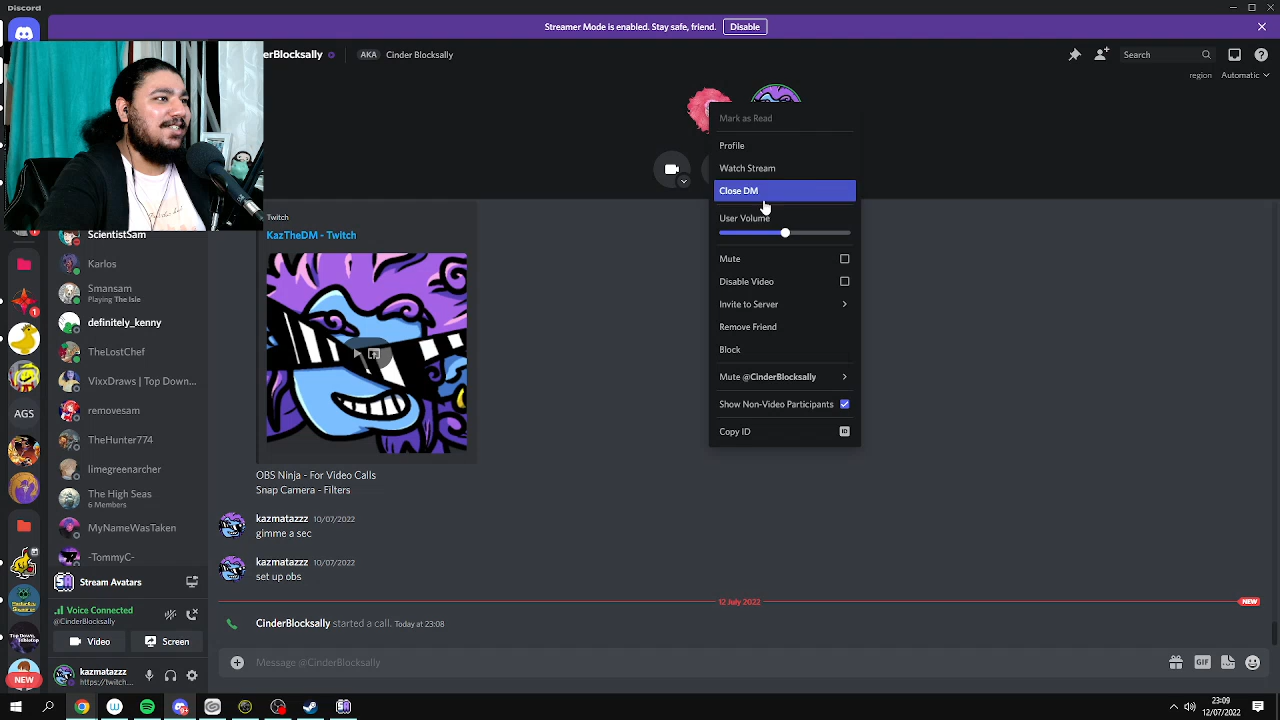 Discord
Streamer Mode is enabled. Stay safe, friend. Disable
erBlocksally AKA Cinder Blocksally
Search
region Automatic
Mark as Read
Profile
Watch Stream
Close DM
User Volume
Mute
Disable Video
Invite to Server
Remove Friend
Block
Mute @CinderBlocksally
Show Non-Video Participants
Copy ID
ID
Twitch
KazTheDM - Twitch
OBS Ninja - For Video Calls
Snap Camera - Filters
kazmatazzz 10/07/2022
gimme a sec
kazmatazzz 10/07/2022
set up obs
12 July 2022 NEW
CinderBlocksally started a call. Today at 23:08
Message @CinderBlocksally
GIF
ScientistSam
Karlos
Smansam
Playing The Isle
definitely_kenny
TheLostChef
VixxDraws | Top Down...
removesam
TheHunter774
limegreenarcher
The High Seas
6 Members
MyNameWasTaken
-TommyC-
1
AGS
Stream Avatars
Voice Connected
@CinderBlocksally
Video Screen
kazmatazzz
https://twitch...
NEW
23:09
12/07/2022